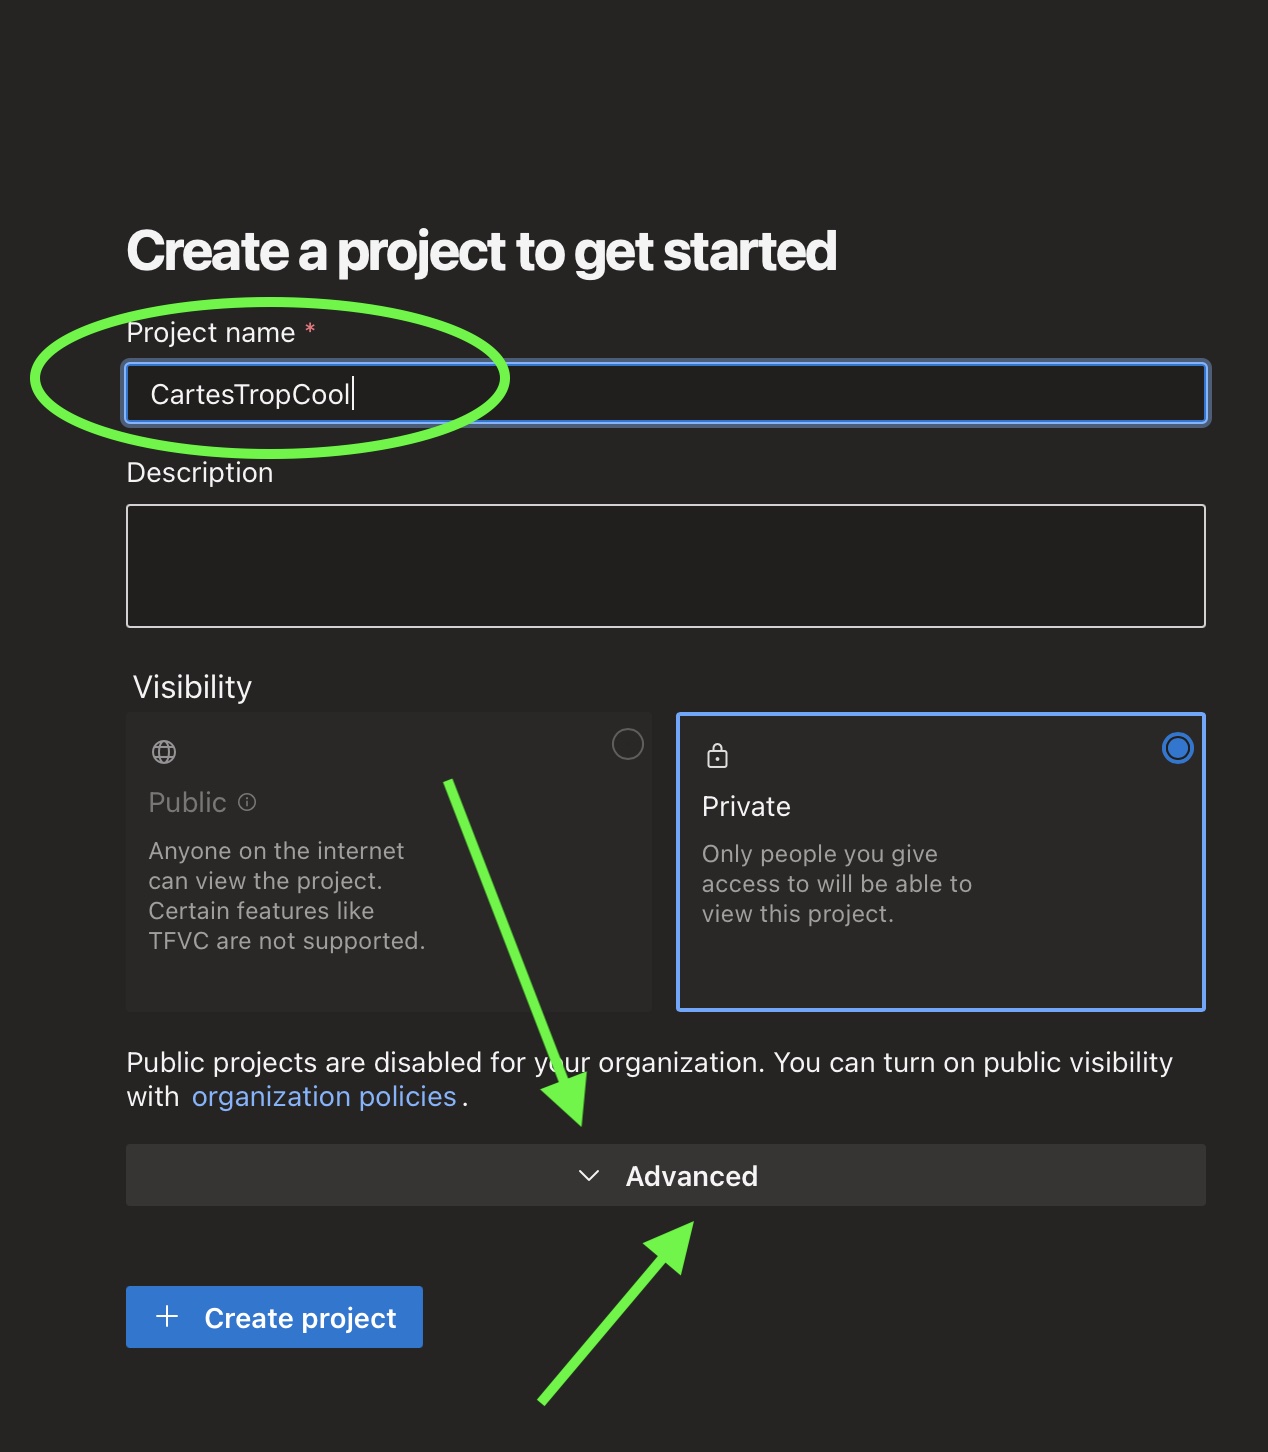 Create a project to get started
Project name *
CartesTropCool
Description
Visibility
Public
Anyone on the internet
can view the project.
Certain features like
TFVC are not supported.
Private
Only people you give
access to will be able to
view this project.
Public projects are disabled for your organization. You can turn on public visibility
with organization policies.
Advanced
+ Create project